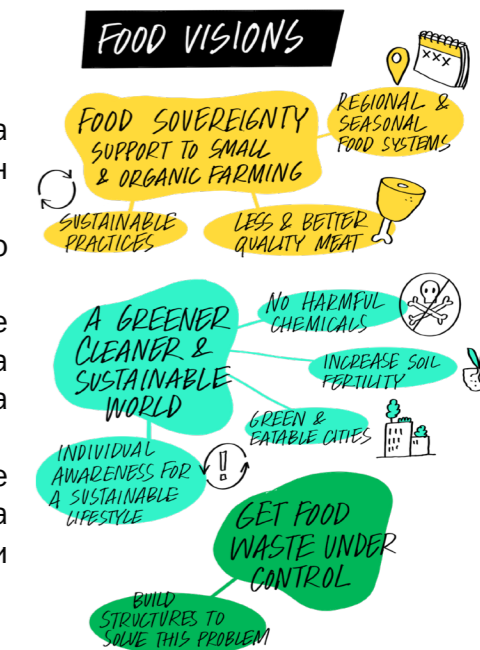 FOOD VISIONS
а
н
о
е
а
а
е
а
и
FOOD SOVEREIGNTY
SUPPORT TO SMALL
& ORGANIC FARMING
REGIONAL &
SEASONAL
FOOD SYSTEMS
XXX
SUSTAINABLE
PRACTICES
LESS & BETTER
QUALITY MEAT
A GREENER
CLEANER &
SUSTAINABLE
WORLD
NO HARMFUL
CHEMICALS
INCREASE SOIL
FERTILITY
GREEN &
EATABLE CITIES
INDIVIDUAL
AWARENESS FOR
A SUSTAINABLE
LIFESTYLE
!
GET FOOD
WASTE UNDER
CONTROL
BUILD
STRUCTURES TO
SOLVE THIS PROBLEM